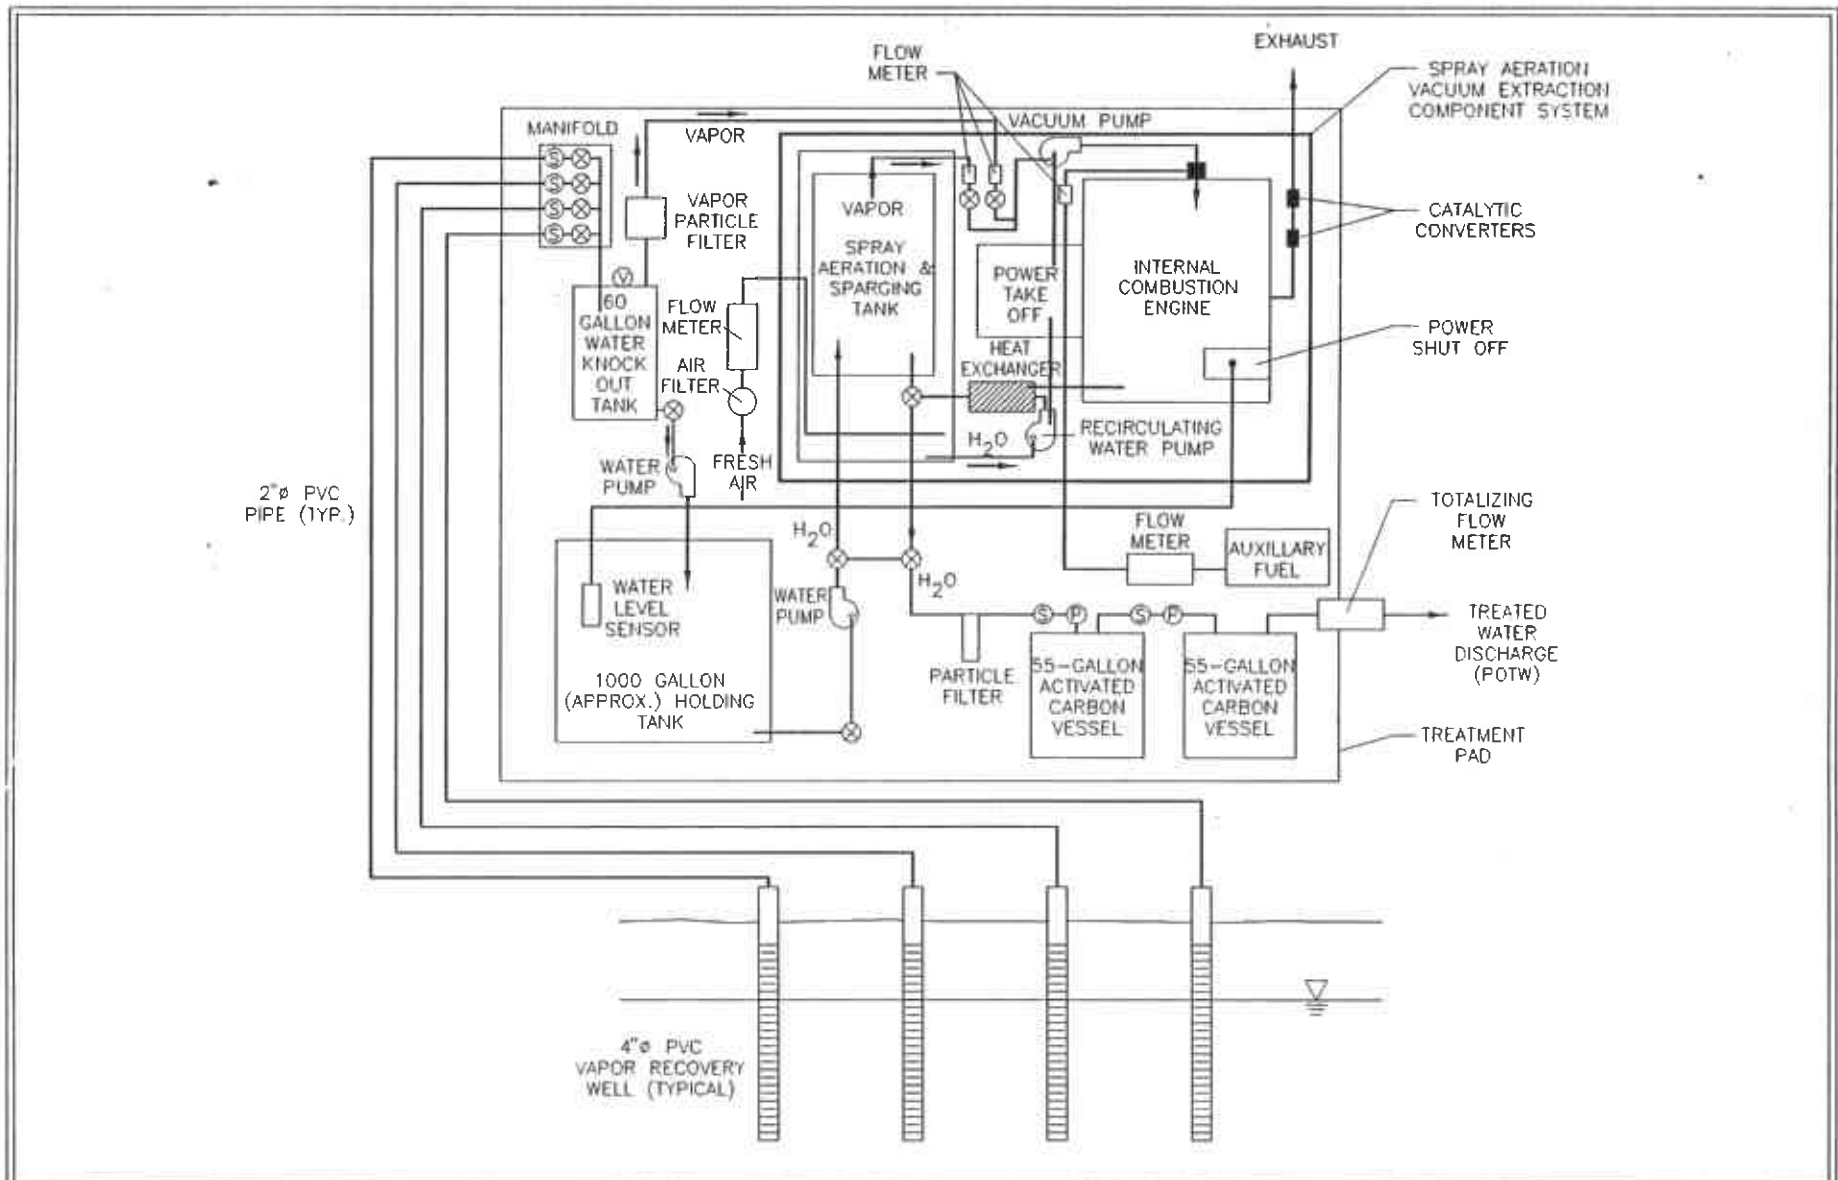 EXHAUST
FLOW
METER
SPRAY AERATION
VACUUM EXTRACTION
COMPONENT SYSTEM
MANIFOLD
VAPOR
VACUUM PUMP
S
S
S
S
VAPOR
PARTICLE
FILTER
VAPOR
SPRAY
AERATION &
SPARGING
TANK
CATALYTIC
CONVERTERS
V
60
GALLON
WATER
KNOCK
OUT
TANK
FLOW
METER
AIR
FILTER
POWER
TAKE
OFF
INTERNAL
COMBUSTION
ENGINE
POWER
SHUT OFF
HEAT
EXCHANGER
H2O
RECIRCULATING
WATER PUMP
WATER
PUMP
FRESH
AIR
2"ø PVC
PIPE (TYP.)
TOTALIZING
FLOW
METER
H2O
FLOW
METER
AUXILLARY
FUEL
H2O
WATER
LEVEL
SENSOR
WATER
PUMP
S P S P
TREATED
WATER
DISCHARGE
(POTW)
PARTICLE
FILTER
55-GALLON
ACTIVATED
CARBON
VESSEL
55-GALLON
ACTIVATED
CARBON
VESSEL
1000 GALLON
(APPROX.) HOLDING
TANK
TREATMENT
PAD
4"ø PVC
VAPOR RECOVERY
WELL (TYPICAL)